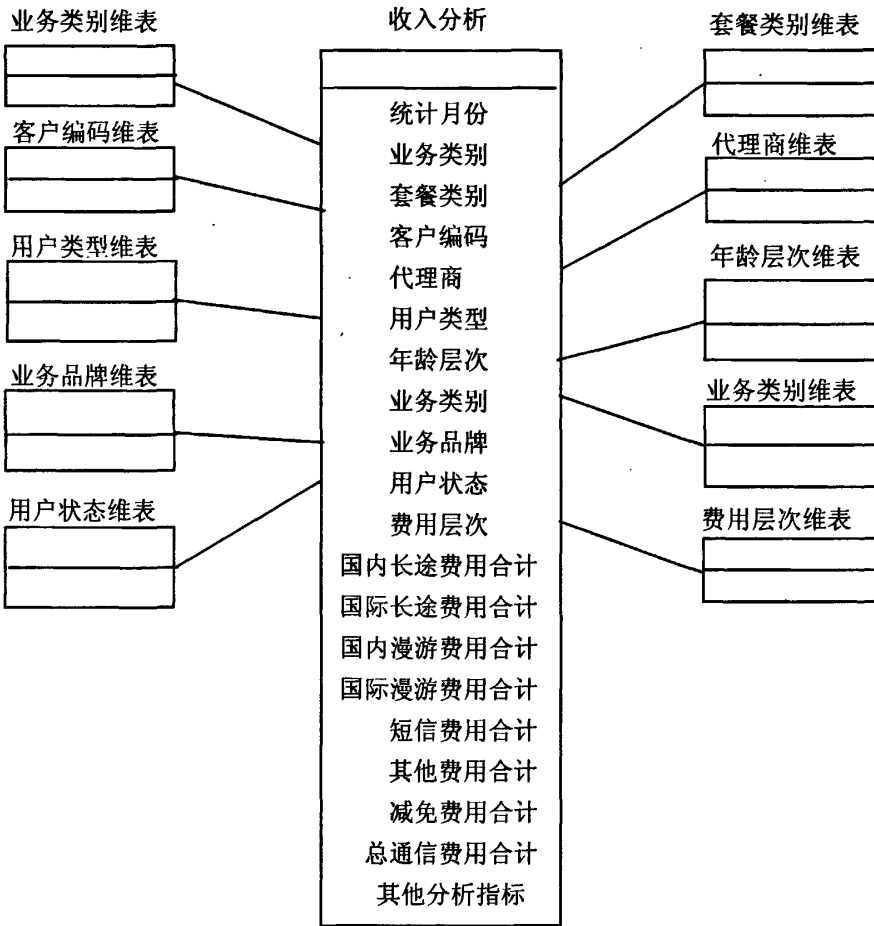 收入分析
业务类别维表
客户编码维表
用户类型维表
业务品牌维表
用户状态维表
统计月份
业务类别
套餐类别
客户编码
代理商
用户类型
年龄层次
业务类别
业务品牌
用户状态
费用层次
国内长途费用合计
国际长途费用合计
国内漫游费用合计
国际漫游费用合计
短信费用合计
其他费用合计
减免费用合计
总通信费用合计
其他分析指标
套餐类别维表
代理商维表
年龄层次维表
业务类别维表
费用层次维表